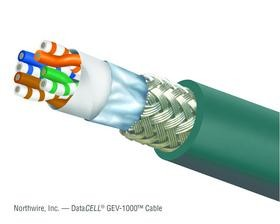 Northwire, Inc. — DataCELL® GEV-1000™ Cable